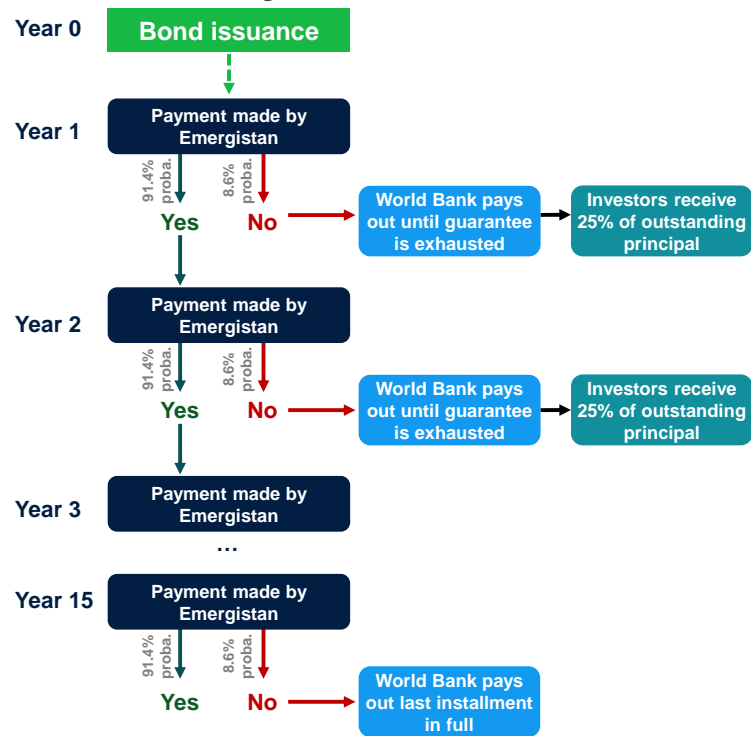 Year 0
Bond issuance
Year 1
Payment made by
Emergistan
91.4%
proba.
8.6%
proba.
Yes
No
World Bank pays
out until guarantee
is exhausted
Investors receive
25% of outstanding
principal
Year 2
Payment made by
Emergistan
91.4%
proba.
8.6%
proba.
Yes
No
World Bank pays
out until guarantee
is exhausted
Investors receive
25% of outstanding
principal
Year 3
Payment made by
Emergistan
...
Year 15
Payment made by
Emergistan
91.4%
proba.
8.6%
proba.
Yes
No
World Bank pays
out last installment
in full